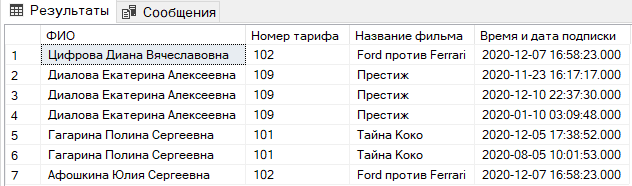 Результаты Сообщения
ФИО Номер тарифа Название фильма Время и дата подписки
1 Цифрова Диана Вячеславовна 102 Ford против Ferrari 2020-12-07 16:58:23.000
2 Диалова Екатерина Алексеевна 109 Престиж 2020-11-23 16:17:17.000
3 Диалова Екатерина Алексеевна 109 Престиж 2020-12-10 22:37:30.000
4 Диалова Екатерина Алексеевна 109 Престиж 2020-01-10 03:09:48.000
5 Гагарина Полина Сергеевна 101 Тайна Коко 2020-12-05 17:38:52.000
6 Гагарина Полина Сергеевна 101 Тайна Коко 2020-08-05 10:01:53.000
7 Афошкина Юлия Сергеевна 102 Ford против Ferrari 2020-12-07 16:58:23.000